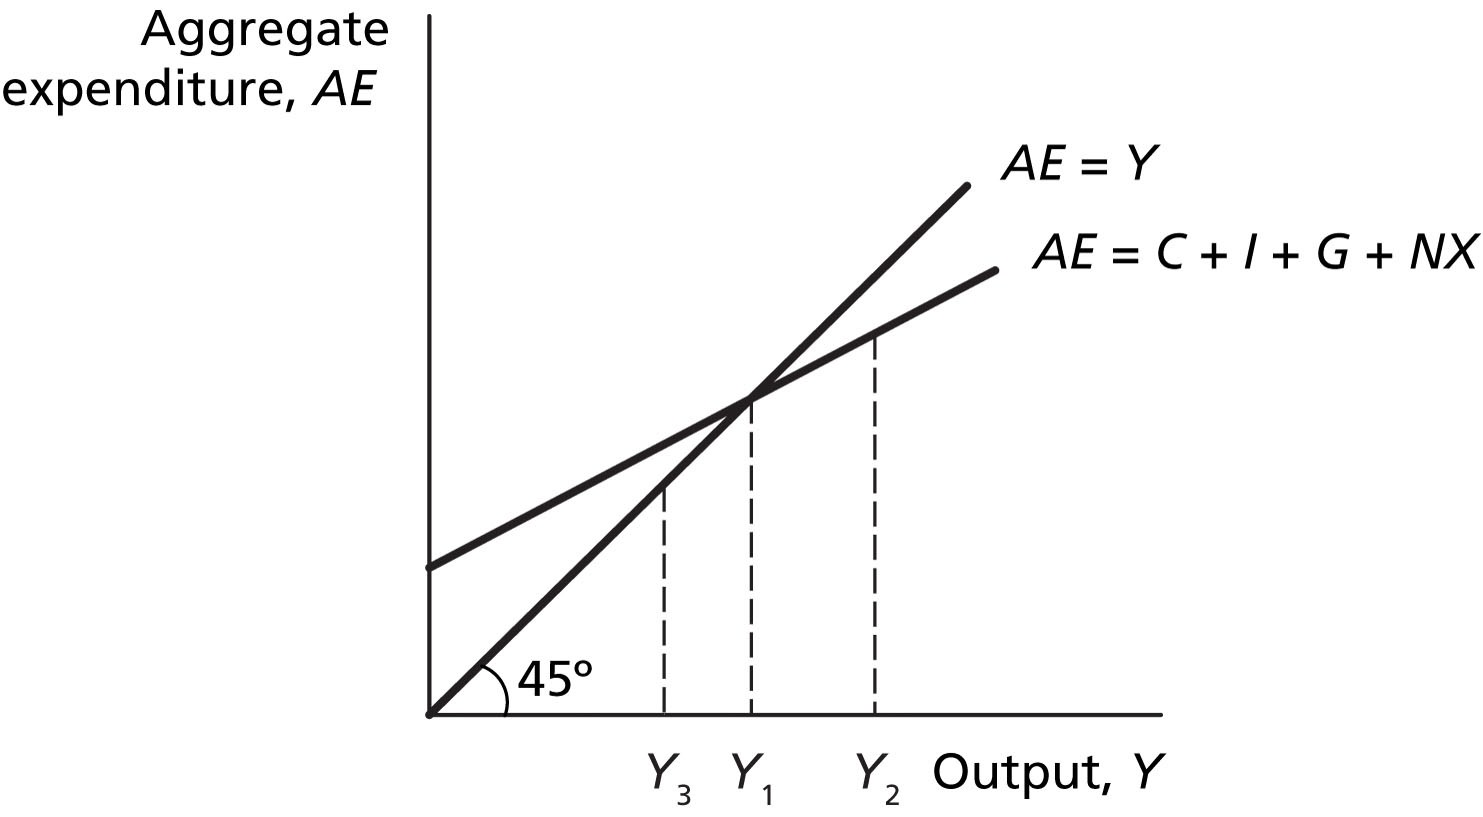 Aggregate
expenditure, AE
AE = Y
AE = C + I + G + NX
45°
Y₃
Y₁
Y₂
Output, Y